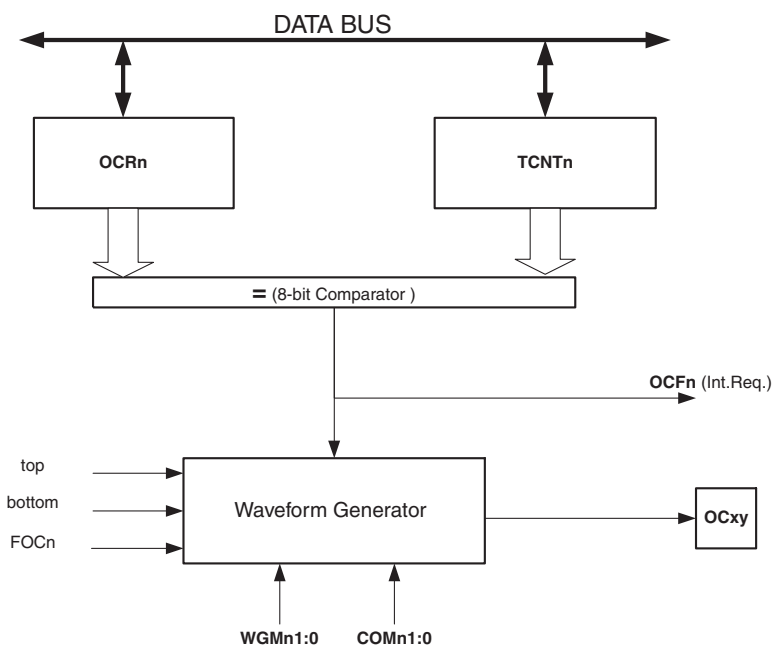 DATA BUS
OCRn
TCNTn
= (8-bit Comparator )
OCFn (Int.Req.)
top
bottom
FOCn
Waveform Generator
OCxy
WGMn1:0
COMn1:0